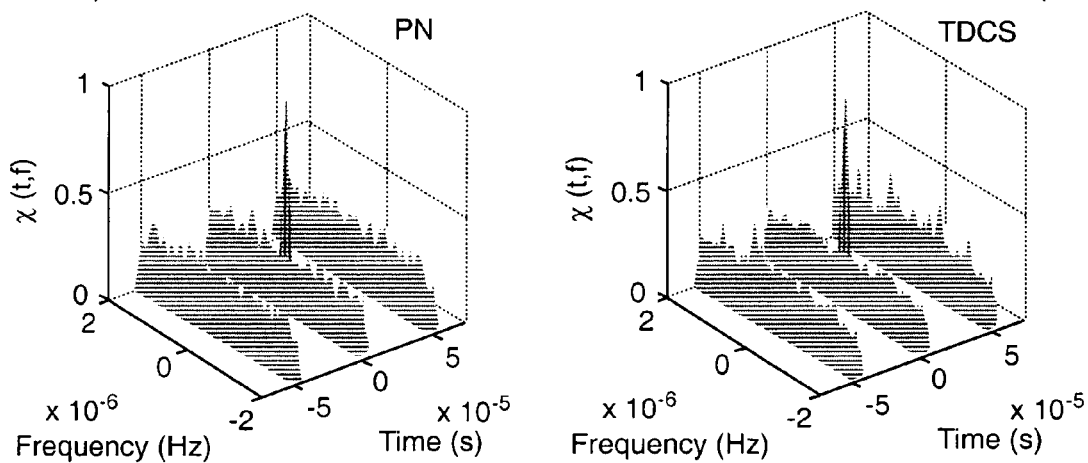 PN
1
0.5
0
χ (t,f)
2
0
-2
x 10-6
Frequency (Hz)
-5
0
5
x 10-5
Time (s)
TDCS
1
0.5
0
χ (t,f)
2
0
-2
x 10-6
Frequency (Hz)
-5
0
5
x 10-5
Time (s)